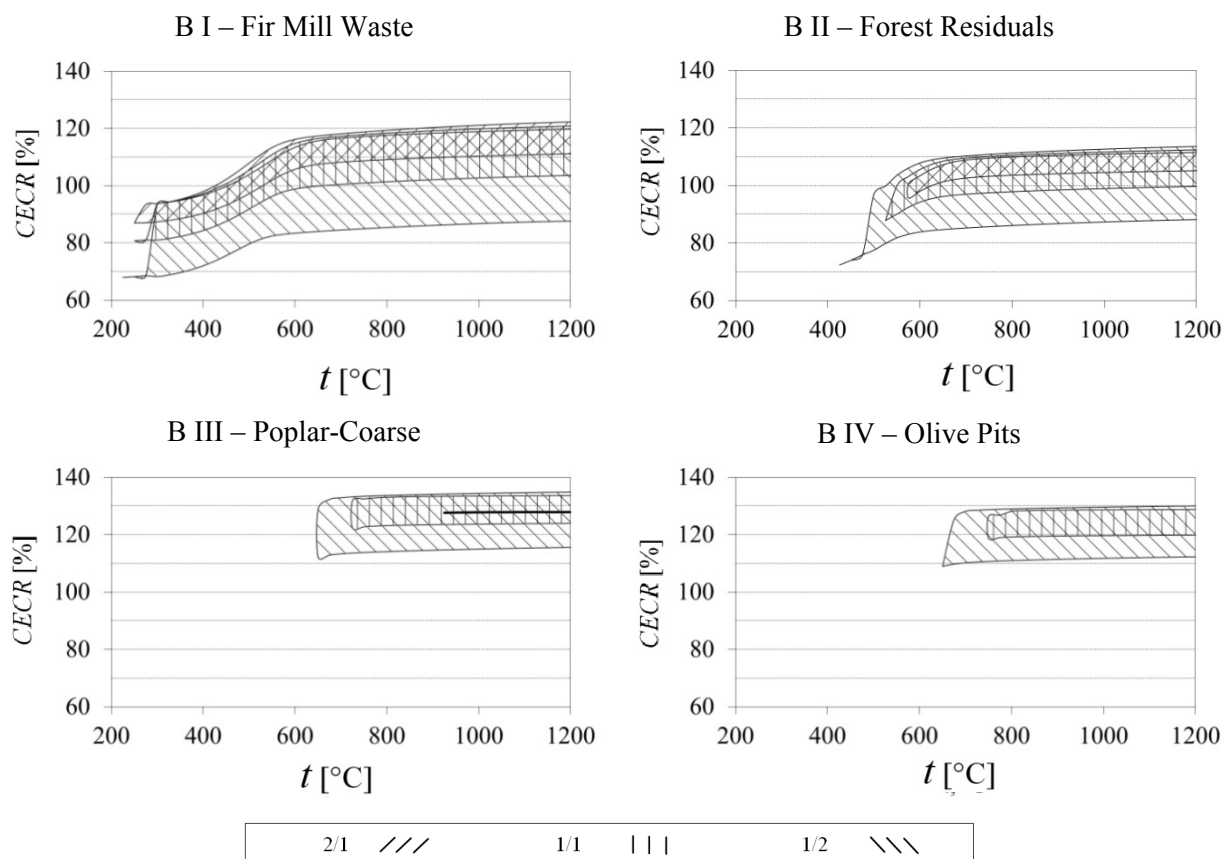 B I – Fir Mill Waste
140
120
100
80
60
CECR [%]
200 400 600 800 1000 1200
t [°C]
B II – Forest Residuals
140
120
100
80
60
CECR [%]
200 400 600 800 1000 1200
t [°C]
B III – Poplar-Coarse
140
120
100
80
60
CECR [%]
200 400 600 800 1000 1200
t [°C]
B IV – Olive Pits
140
120
100
80
60
CECR [%]
200 400 600 800 1000 1200
t [°C]
2/1 1/1 1/2